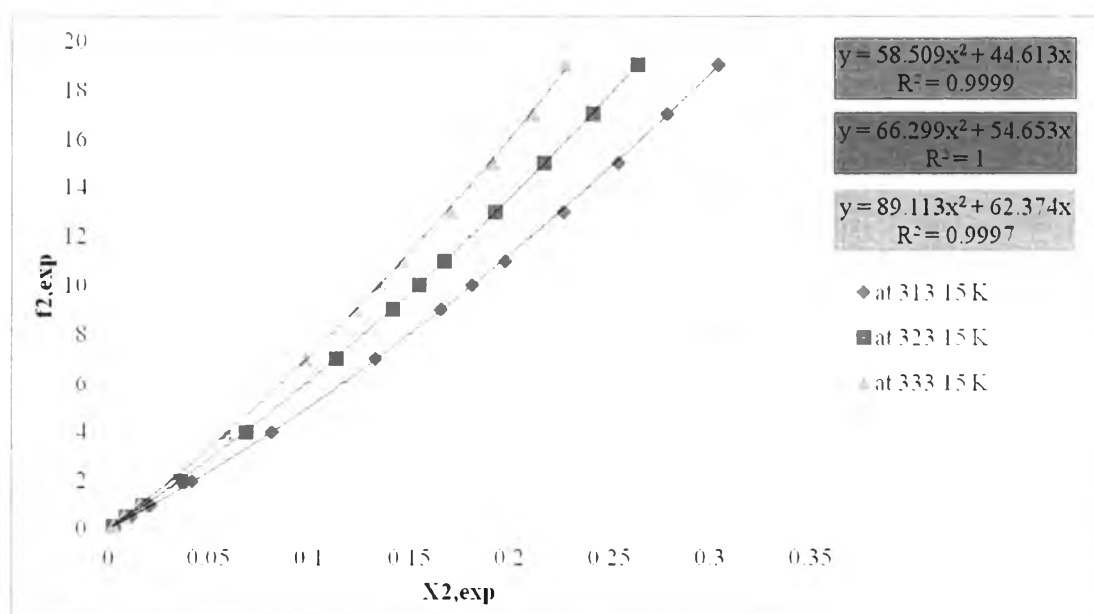 20
18
16
14
12
10
8
6
4
2
0
f2,exp
0
0.05
0.1
0.15
0.2
0.25
0.3
0.35
X2,exp
y = 58.509x² + 44.613x
R² = 0.9999
y = 66.299x² + 54.653x
R² = 1
y = 89.113x² + 62.374x
R² = 0.9997
at 313.15 K
at 323.15 K
at 333.15 K